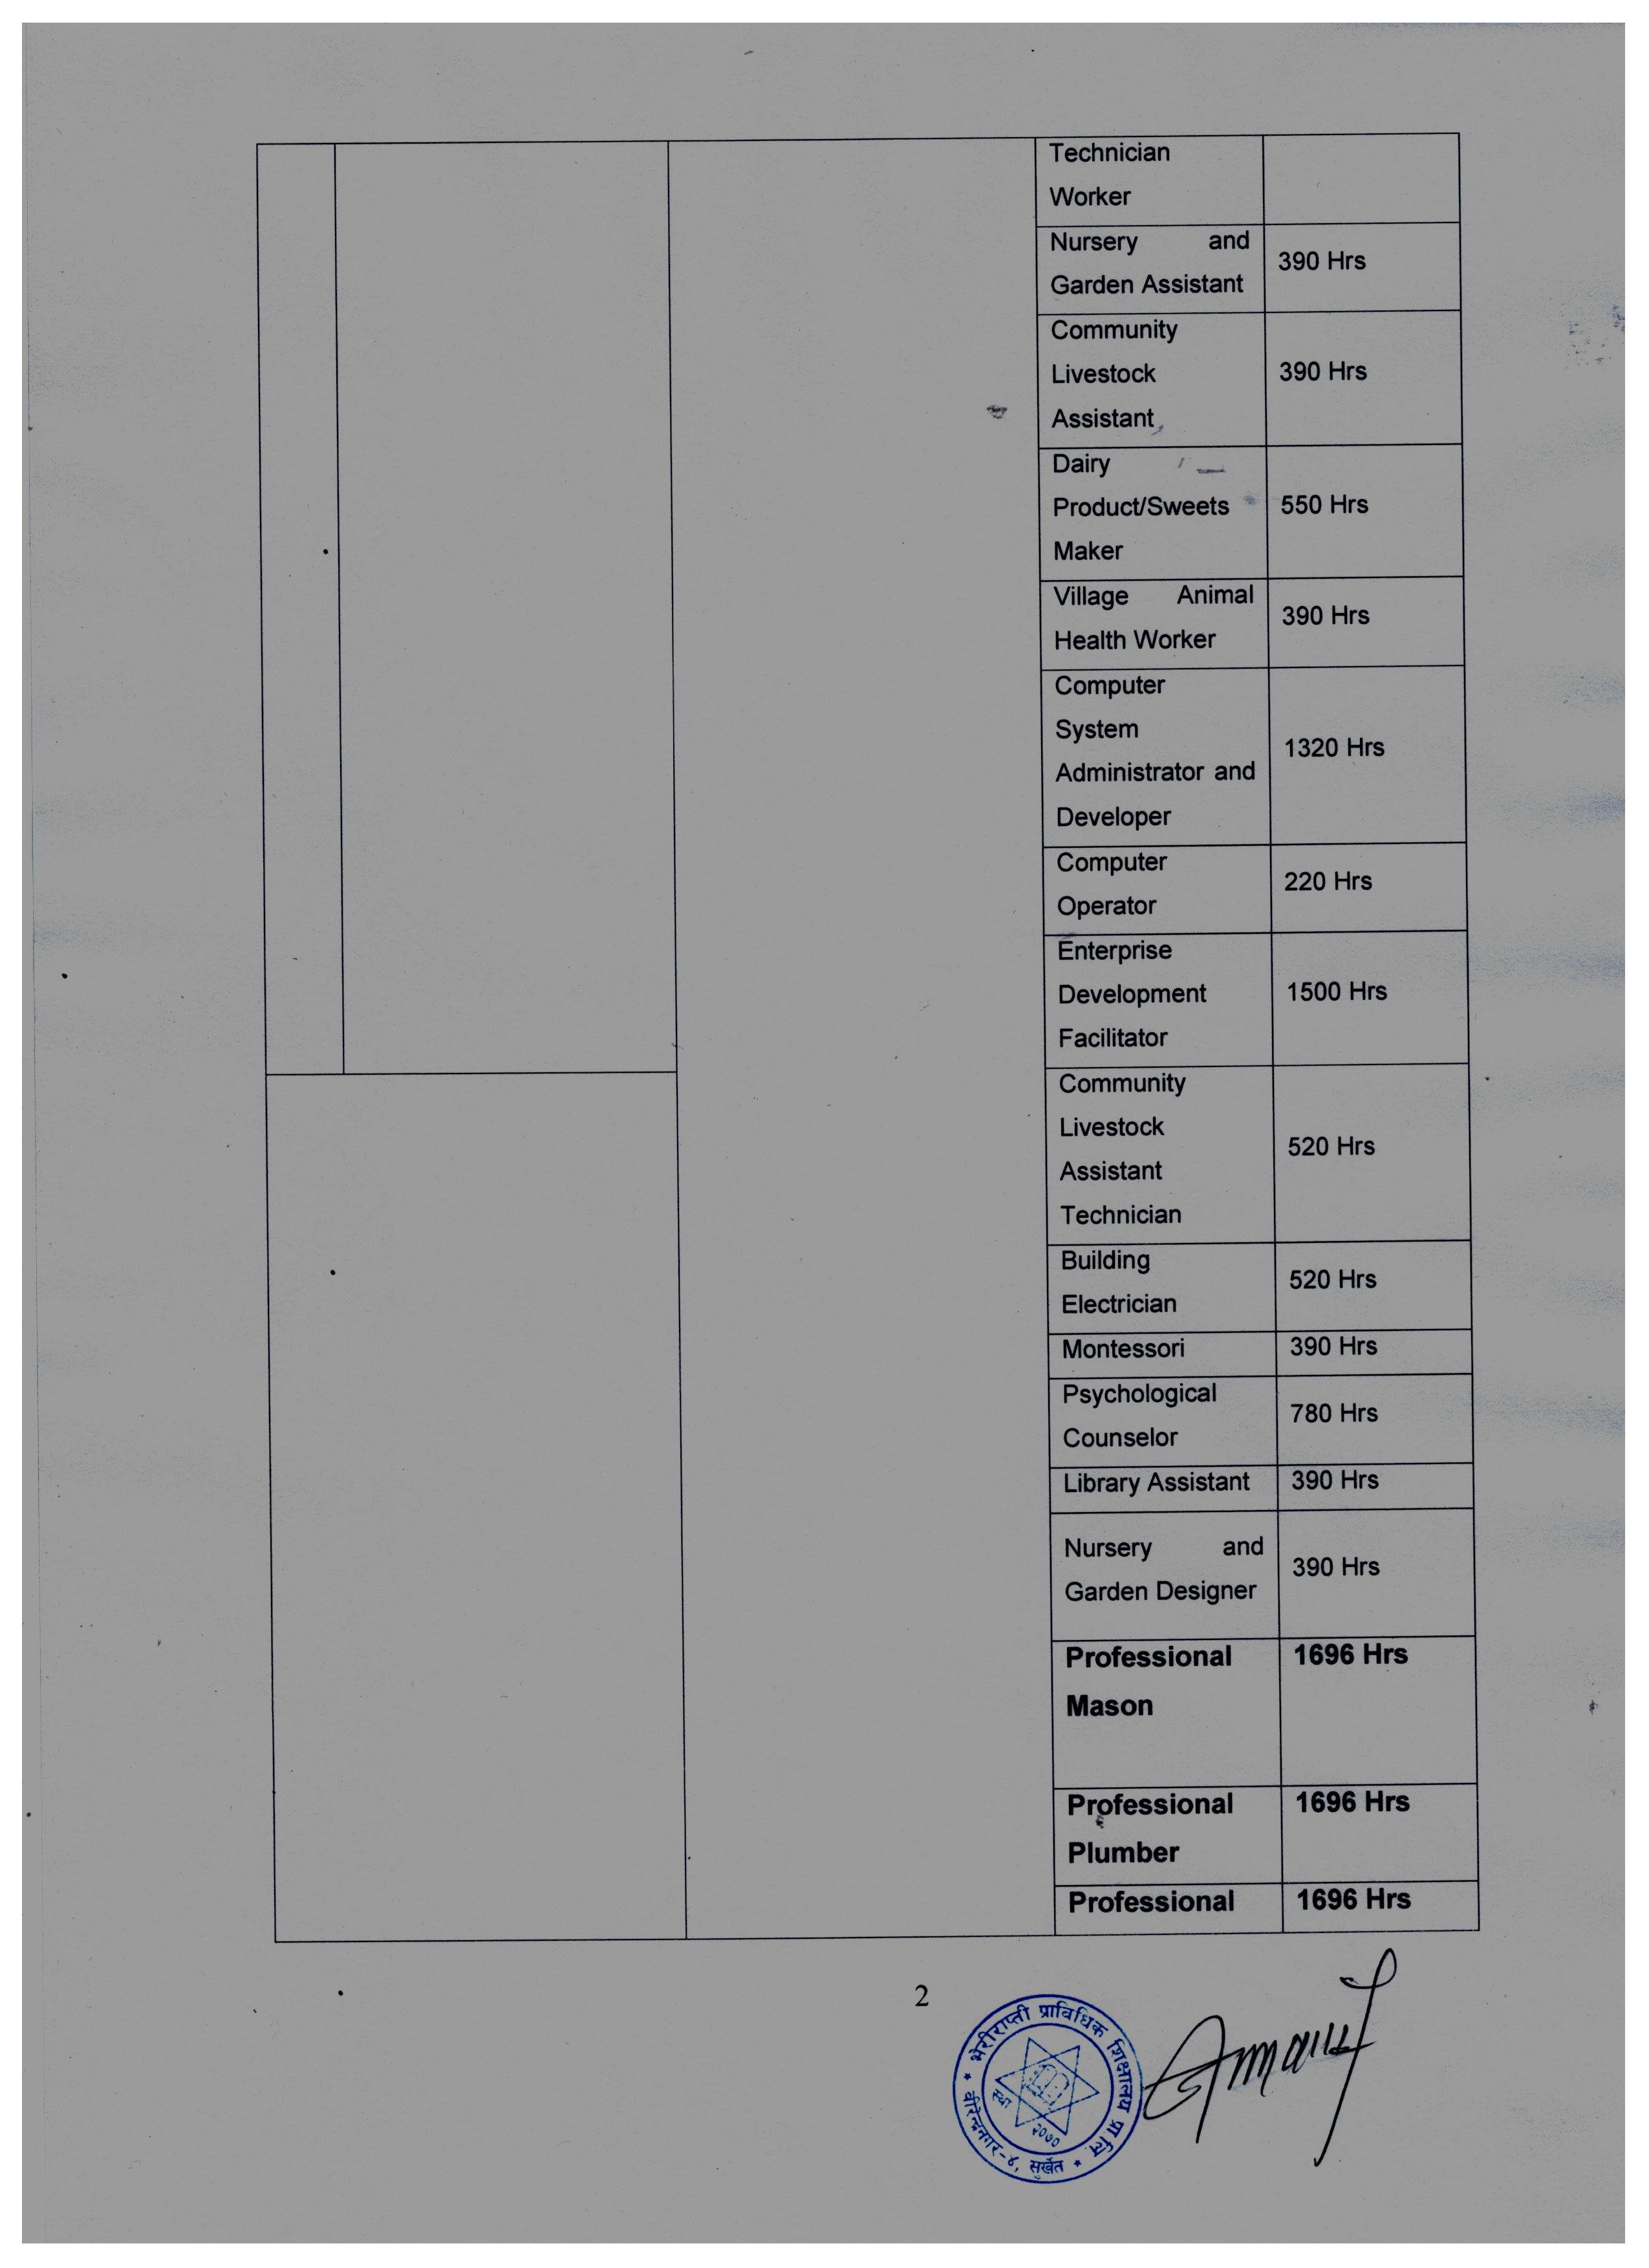 Technician
Worker
Nursery and
Garden Assistant
390 Hrs
Community
Livestock
Assistant
390 Hrs
Dairy
Product/Sweets
Maker
550 Hrs
Village Animal
Health Worker
390 Hrs
Computer
System
Administrator and
Developer
1320 Hrs
Computer
Operator
220 Hrs
Enterprise
Development
Facilitator
1500 Hrs
Community
Livestock
Assistant
Technician
520 Hrs
Building
Electrician
520 Hrs
Montessori
390 Hrs
Psychological
Counselor
780 Hrs
Library Assistant
390 Hrs
Nursery and
Garden Designer
390 Hrs
Professional
Mason
1696 Hrs
Professional
Plumber
1696 Hrs
Professional
1696 Hrs
2
भेरीराप्ती प्राविधिक शिक्षालय प्रा.लि.
वीरेन्द्रनगर-४, सुर्खेत
स्था
२०७०